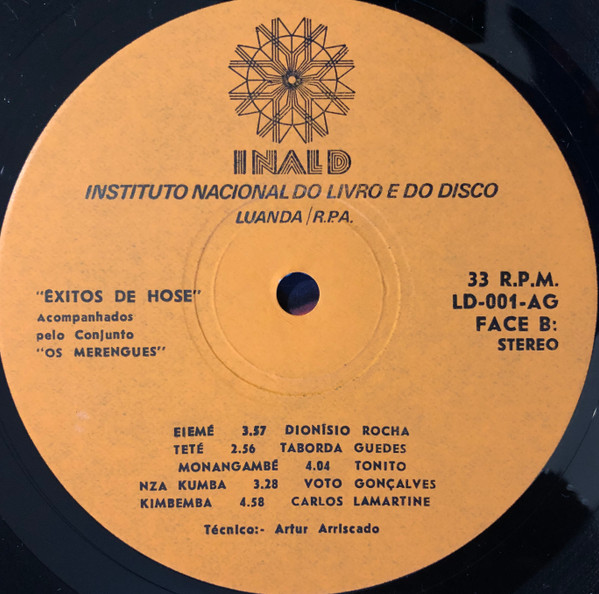 INALD
INSTITUTO NACIONAL DO LIVRO E DO DISCO
LUANDA/R.P.A.
"ÊXITOS DE HOSE"
Acompanhados
pelo Conjunto
"OS MERENGUES"
33 R.P.M.
LD-001-AG
FACE B:
STEREO
EIEMÉ 3.57 DIONÍSIO ROCHA
TETÉ 2.56 TABORDA GUEDES
MONANGAMBÉ 4.04 TONITO
NZA KUMBA 3.28 VOTO GONÇALVES
KIMBEMBA 4.58 CARLOS LAMARTINE
Técnico:- Artur Arriscado